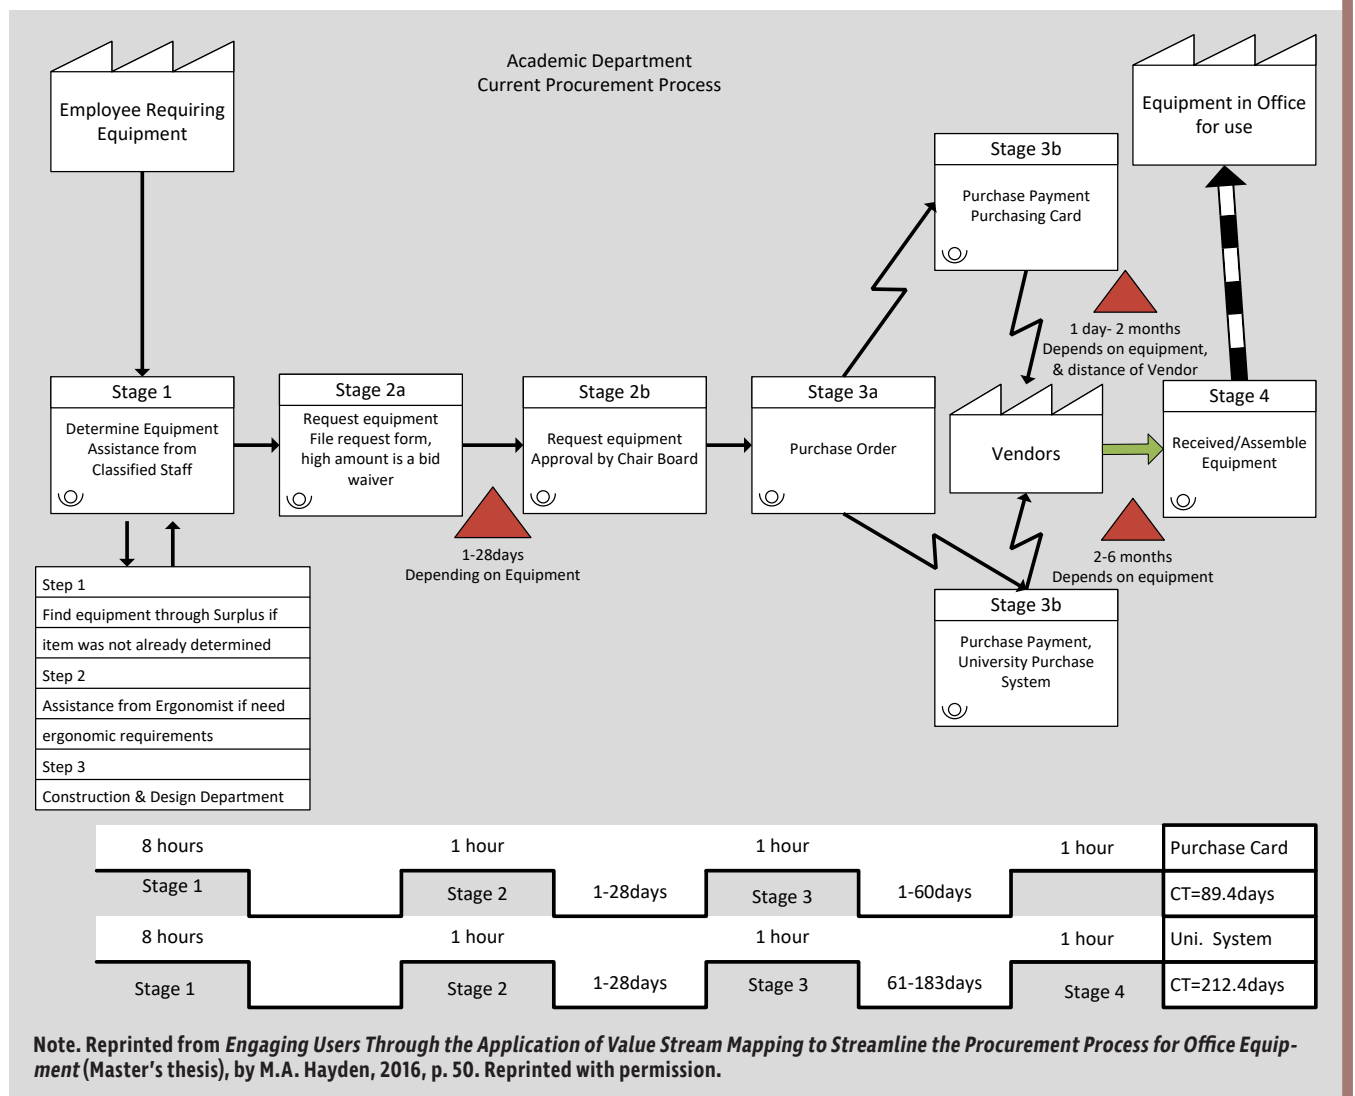 Academic Department
Current Procurement Process
Employee Requiring
Equipment
Equipment in Office
for use
Stage 1
Determine Equipment
Assistance from
Classified Staff
Stage 2a
Request equipment
File request form,
high amount is a bid
waiver
1-28days
Depending on Equipment
Stage 2b
Request equipment
Approval by Chair Board
Stage 3a
Purchase Order
Stage 3b
Purchase Payment
Purchasing Card
1 day- 2 months
Depends on equipment,
& distance of Vendor
Vendors
Stage 4
Received/Assemble
Equipment
2-6 months
Depends on equipment
Stage 3b
Purchase Payment,
University Purchase
System
Step 1
Find equipment through Surplus if
item was not already determined
Step 2
Assistance from Ergonomist if need
ergonomic requirements
Step 3
Construction & Design Department
8 hours
1 hour
1 hour
1 hour
Purchase Card
Stage 1
Stage 2
1-28days
Stage 3
1-60days
CT=89.4days
8 hours
1 hour
1 hour
1 hour
Uni. System
Stage 1
Stage 2
1-28days
Stage 3
61-183days
Stage 4
CT=212.4days
Note. Reprinted from Engaging Users Through the Application of Value Stream Mapping to Streamline the Procurement Process for Office Equip-
ment (Master's thesis), by M.A. Hayden, 2016, p. 50. Reprinted with permission.